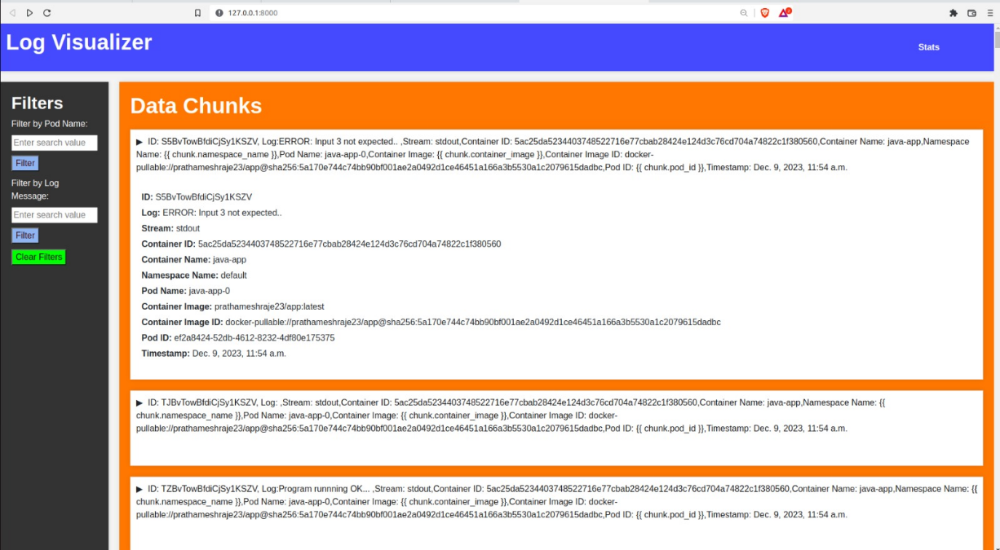 127.0.0.1:8000
Log Visualizer
Stats
Filters
Filter by Pod Name:
Enter search value
Filter
Filter by Log
Message:
Enter search value
Filter
Clear Filters
Data Chunks
▶ ID: S5BvTowBfdiCjSy1KSZV, Log:ERROR: Input 3 not expected.. ,Stream: stdout,Container ID: 5ac25da5234403748522716e77cbab28424e124d3c76cd704a74822c1f380560,Container Name: java-app,Namespace
Name: {{ chunk.namespace_name }},Pod Name: java-app-0,Container Image: {{ chunk.container_image }},Container Image ID: docker-
pullable://prathameshraje23/app@sha256:5a170e744c74bb90bf001ae2a0492d1ce46451a166a3b5530a1c2079615dadbc,Pod ID: {{ chunk.pod_id }},Timestamp: Dec. 9, 2023, 11:54 a.m.
ID: S5BvTowBfdiCjSy1KSZV
Log: ERROR: Input 3 not expected..
Stream: stdout
Container ID: 5ac25da5234403748522716e77cbab28424e124d3c76cd704a74822c1f380560
Container Name: java-app
Namespace Name: default
Pod Name: java-app-0
Container Image: prathameshraje23/app:latest
Container Image ID: docker-pullable://prathameshraje23/app@sha256:5a170e744c74bb90bf001ae2a0492d1ce46451a166a3b5530a1c2079615dadbc
Pod ID: ef2a8424-52db-4612-8232-4df80e175375
Timestamp: Dec. 9, 2023, 11:54 a.m.
▶ ID: TJBvTowBfdiCjSy1KSZV, Log: ,Stream: stdout,Container ID: 5ac25da5234403748522716e77cbab28424e124d3c76cd704a74822c1f380560,Container Name: java-app,Namespace Name: {{
chunk.namespace_name }},Pod Name: java-app-0,Container Image: {{ chunk.container_image }},Container Image ID: docker-
pullable://prathameshraje23/app@sha256:5a170e744c74bb90bf001ae2a0492d1ce46451a166a3b5530a1c2079615dadbc,Pod ID: {{ chunk.pod_id }},Timestamp: Dec. 9, 2023, 11:54 a.m.
▶ ID: TZBvTowBfdiCjSy1KSZV, Log:Program runnning OK... ,Stream: stdout,Container ID: 5ac25da5234403748522716e77cbab28424e124d3c76cd704a74822c1f380560,Container Name: java-app,Namespace Name: {{
chunk.namespace_name }},Pod Name: java-app-0,Container Image: {{ chunk.container_image }},Container Image ID: docker-
pullable://prathameshraje23/app@sha256:5a170e744c74bb90bf001ae2a0492d1ce46451a166a3b5530a1c2079615dadbc,Pod ID: {{ chunk.pod_id }},Timestamp: Dec. 9, 2023, 11:54 a.m.